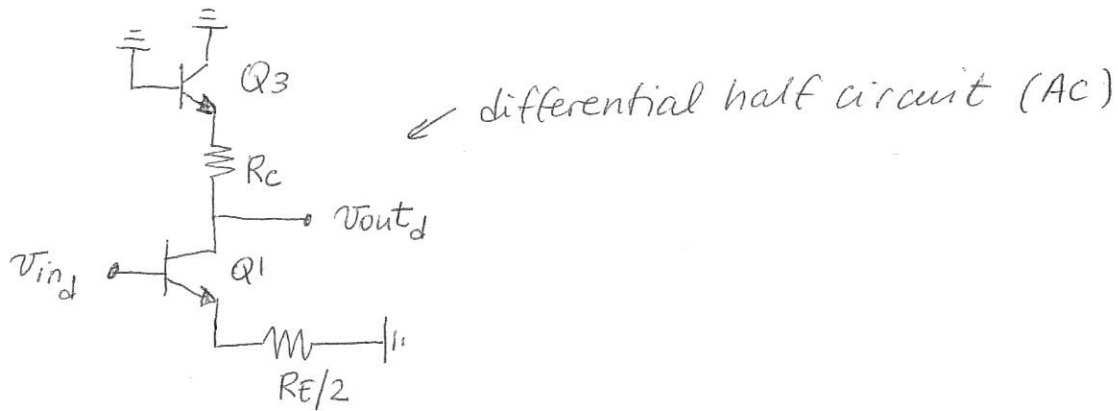 Q3
differential half circuit (AC)
Rc
Vout_d
Vin_d
Q1
RE/2